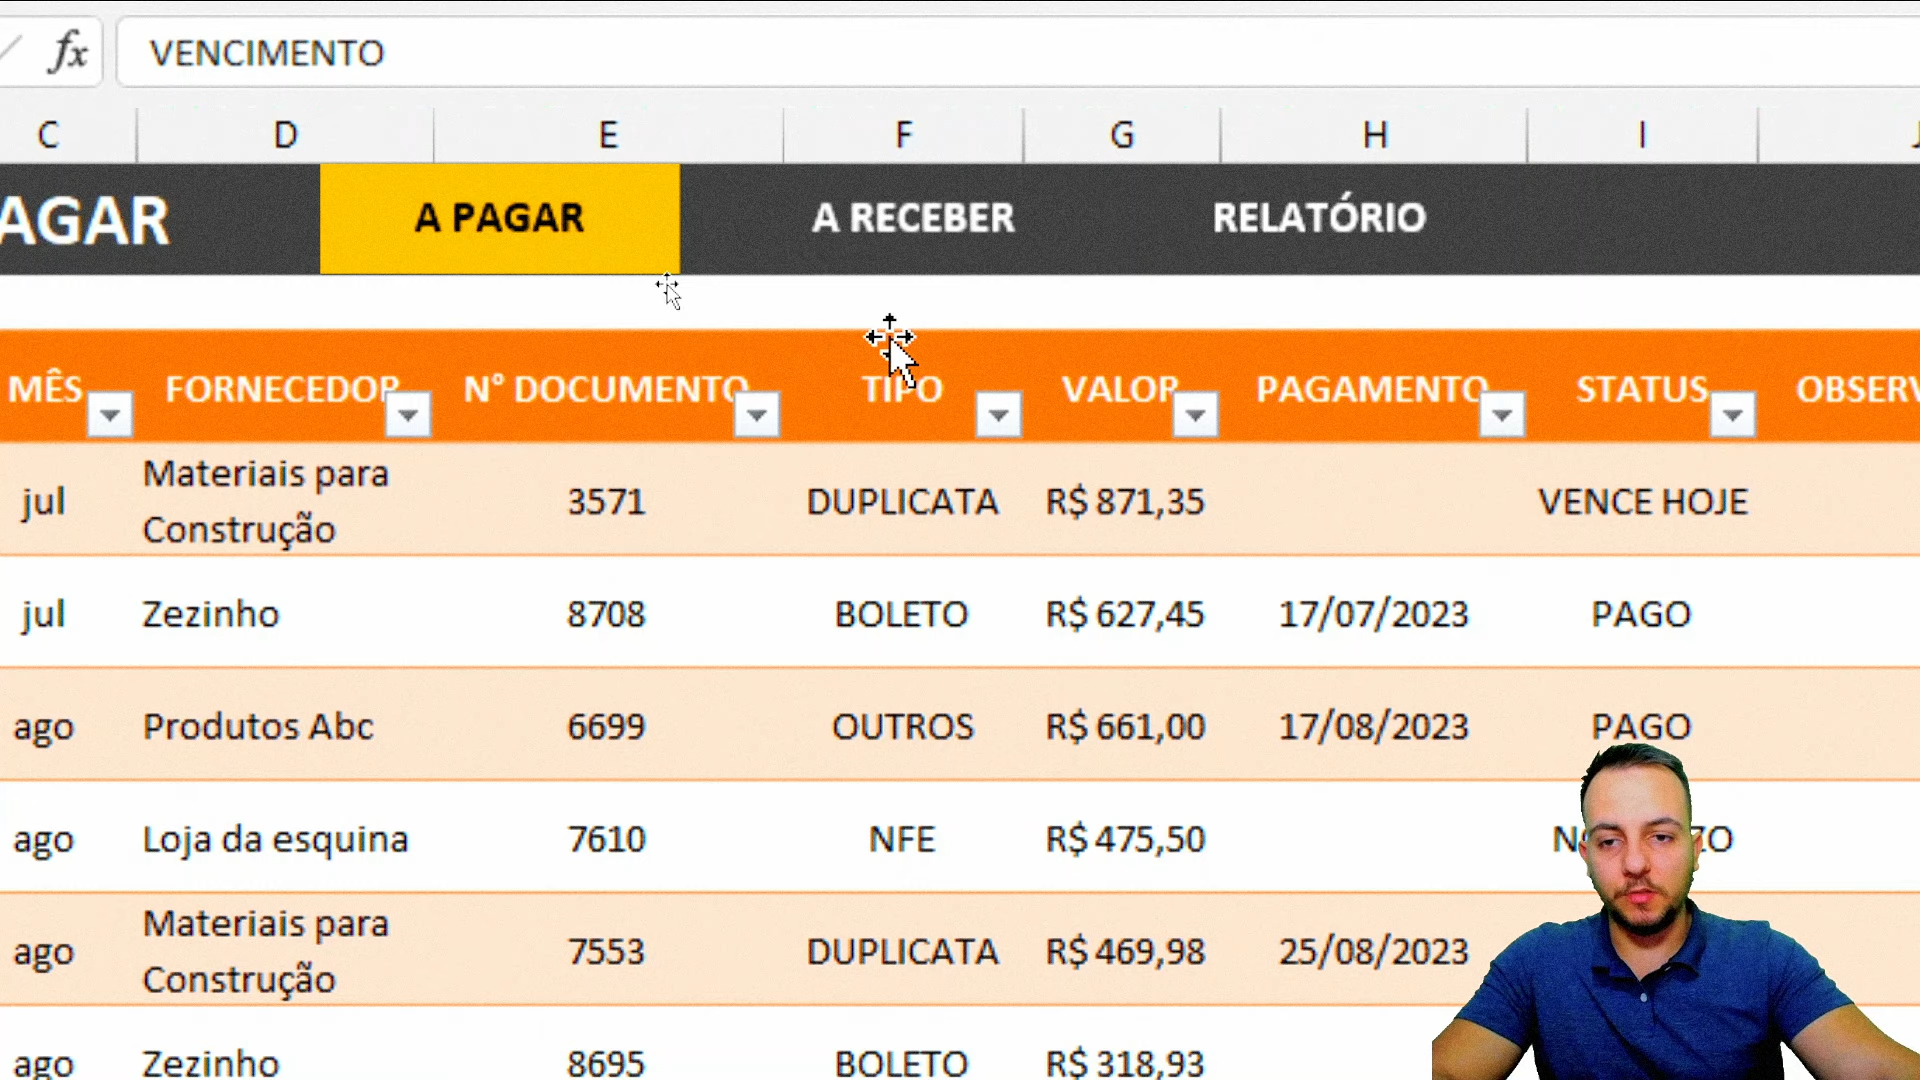 fx VENCIMENTO
C D E F G H I
AGAR A PAGAR A RECEBER RELATÓRIO
MÊS FORNECEDOR Nº DOCUMENTO TIPO VALOR PAGAMENTO STATUS OBSERV
jul Materiais para Construção 3571 DUPLICATA R$ 871,35 VENCE HOJE
jul Zezinho 8708 BOLETO R$ 627,45 17/07/2023 PAGO
ago Produtos Abc 6699 OUTROS R$ 661,00 17/08/2023 PAGO
ago Loja da esquina 7610 NFE R$ 475,50
ago Materiais para Construção 7553 DUPLICATA R$ 469,98 25/08/2023
ago Zezinho 8695 BOLETO R$ 318,93